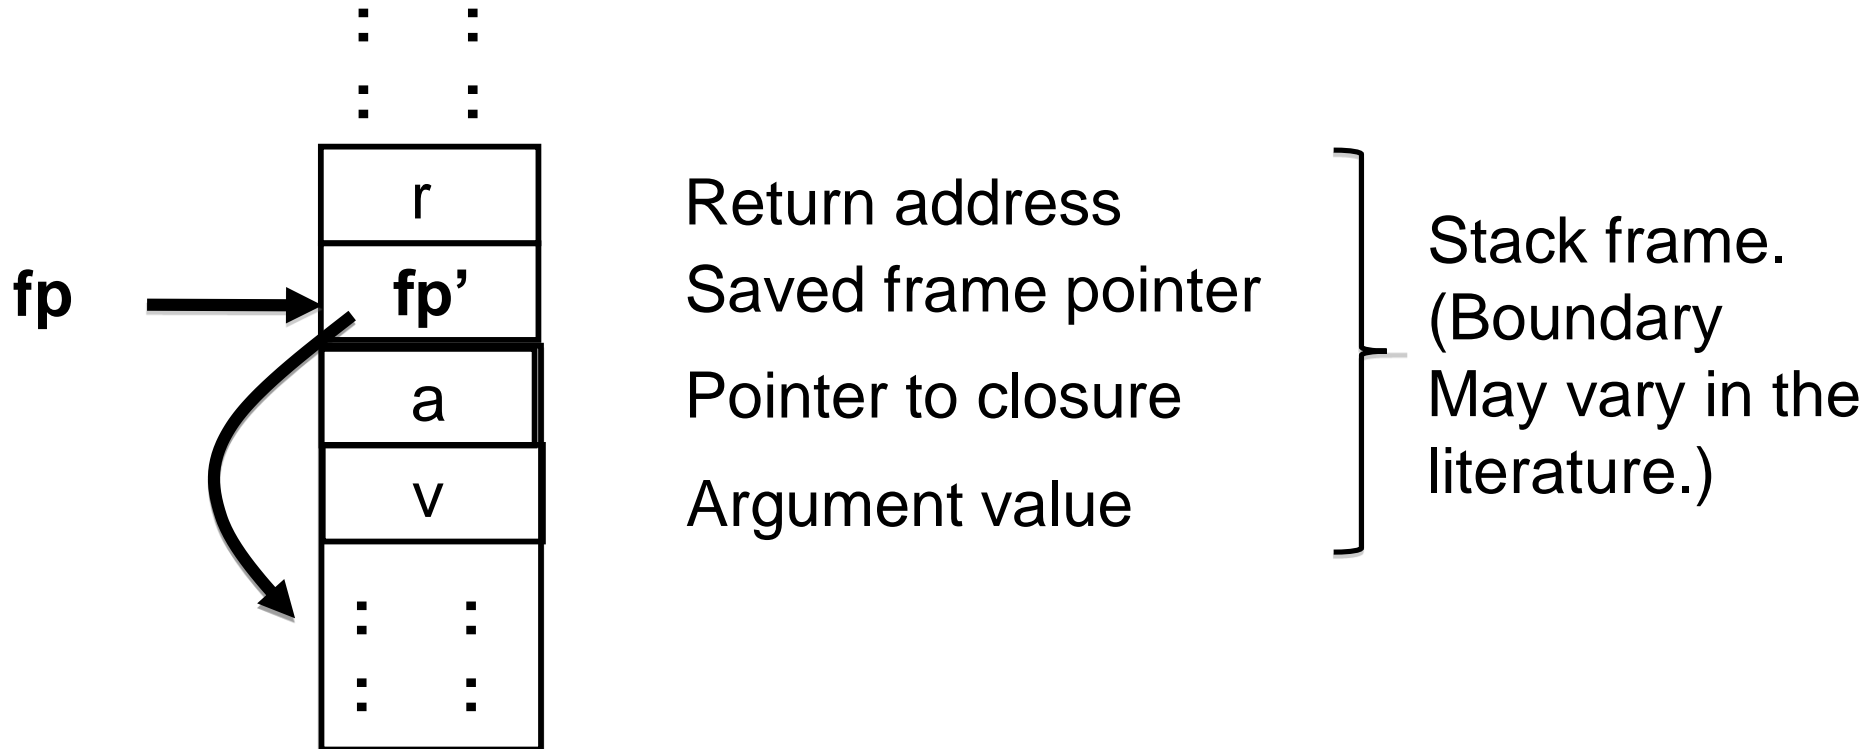 r
Return address
fp
fp’
Saved frame pointer
a
Pointer to closure
v
Argument value
Stack frame.
(Boundary
May vary in the
literature.)